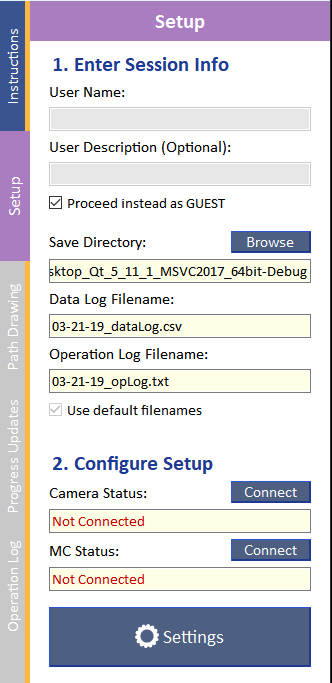 Instructions
Setup
Path Drawing
Progress Updates
Operation Log
Setup
1. Enter Session Info
User Name:
User Description (Optional):
Proceed instead as GUEST
Save Directory:
Browse
sktop_Qt_5_11_1_MSVC2017_64bit-Debug
Data Log Filename:
03-21-19_dataLog.csv
Operation Log Filename:
03-21-19_opLog.txt
Use default filenames
2. Configure Setup
Camera Status:
Connect
Not Connected
MC Status:
Connect
Not Connected
Settings